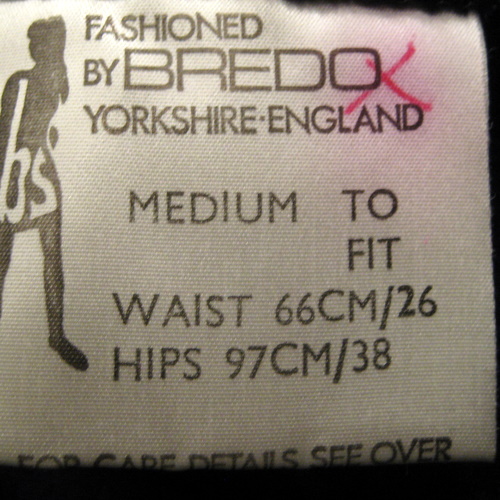 FASHIONED
BY BREDO
YORKSHIRE·ENGLAND
bs'
MEDIUM TO
FIT
WAIST 66CM/26
HIPS 97CM/38
FOR CARE DETAILS SEE OVER